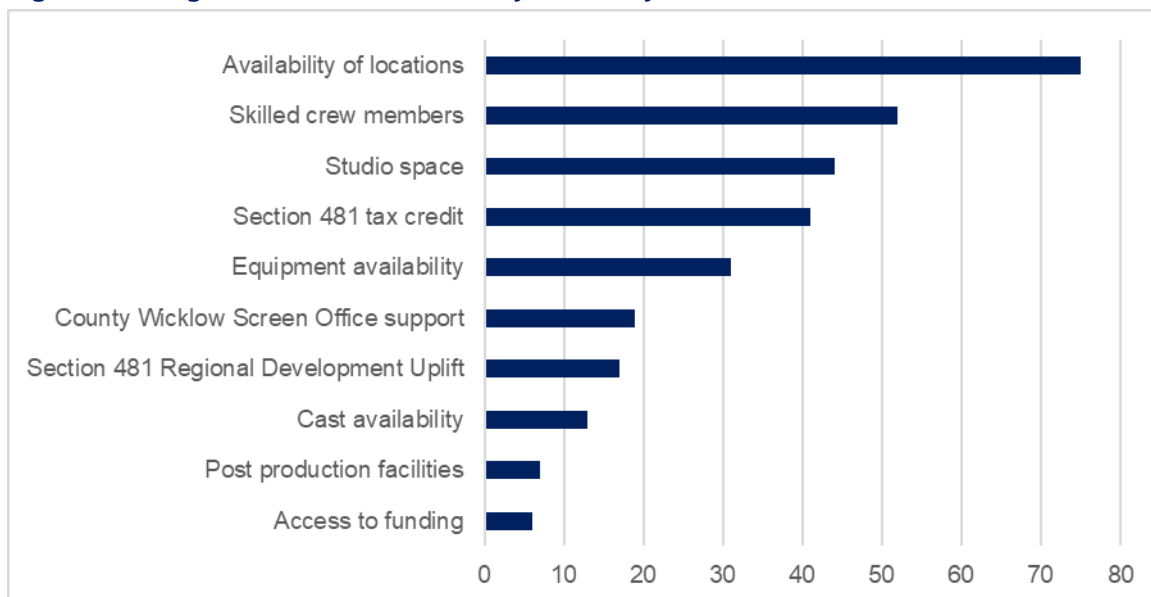 Availability of locations
Skilled crew members
Studio space
Section 481 tax credit
Equipment availability
County Wicklow Screen Office support
Section 481 Regional Development Uplift
Cast availability
Post production facilities
Access to funding
0 10 20 30 40 50 60 70 80